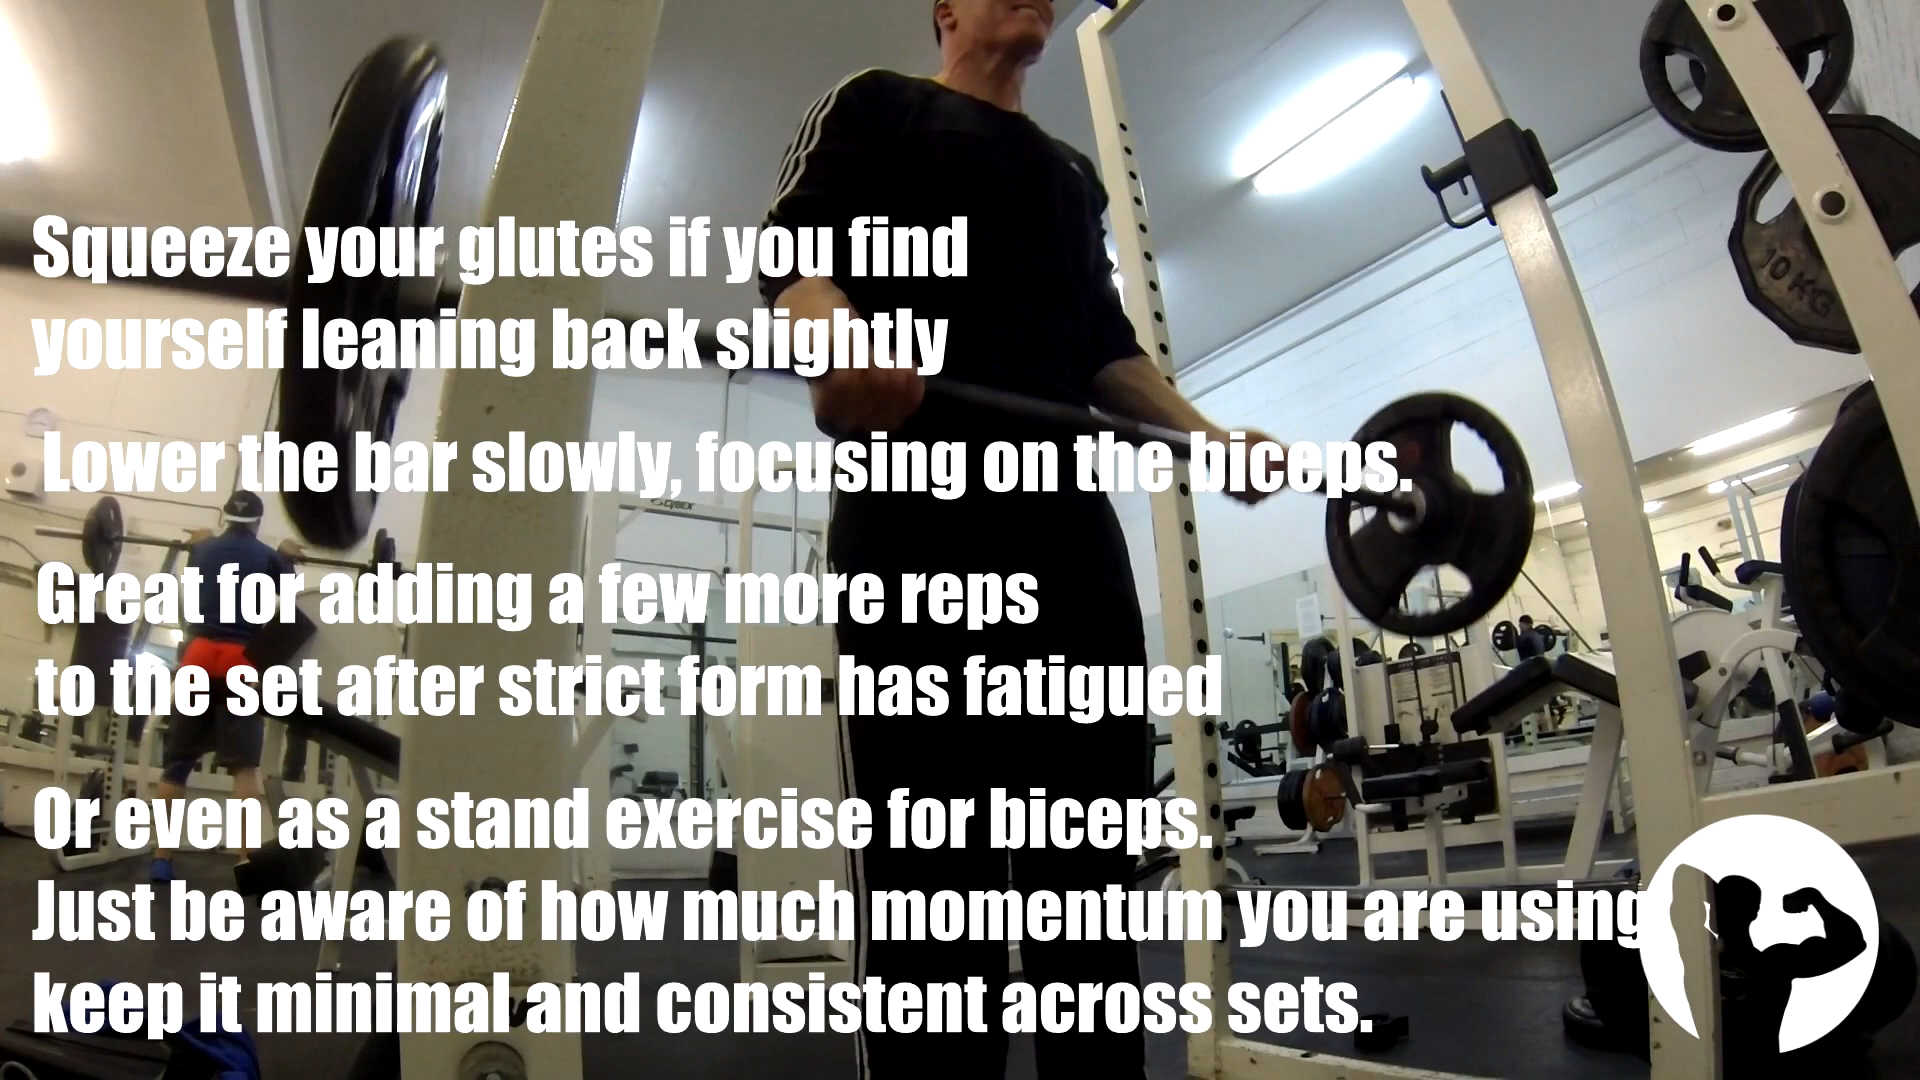 Squeeze your glutes if you find
yourself leaning back slightly
Lower the bar slowly, focusing on the biceps.
Great for adding a few more reps
to the set after strict form has fatigued
Or even as a stand exercise for biceps.
Just be aware of how much momentum you are using
keep it minimal and consistent across sets.
10 KG
CYBEX